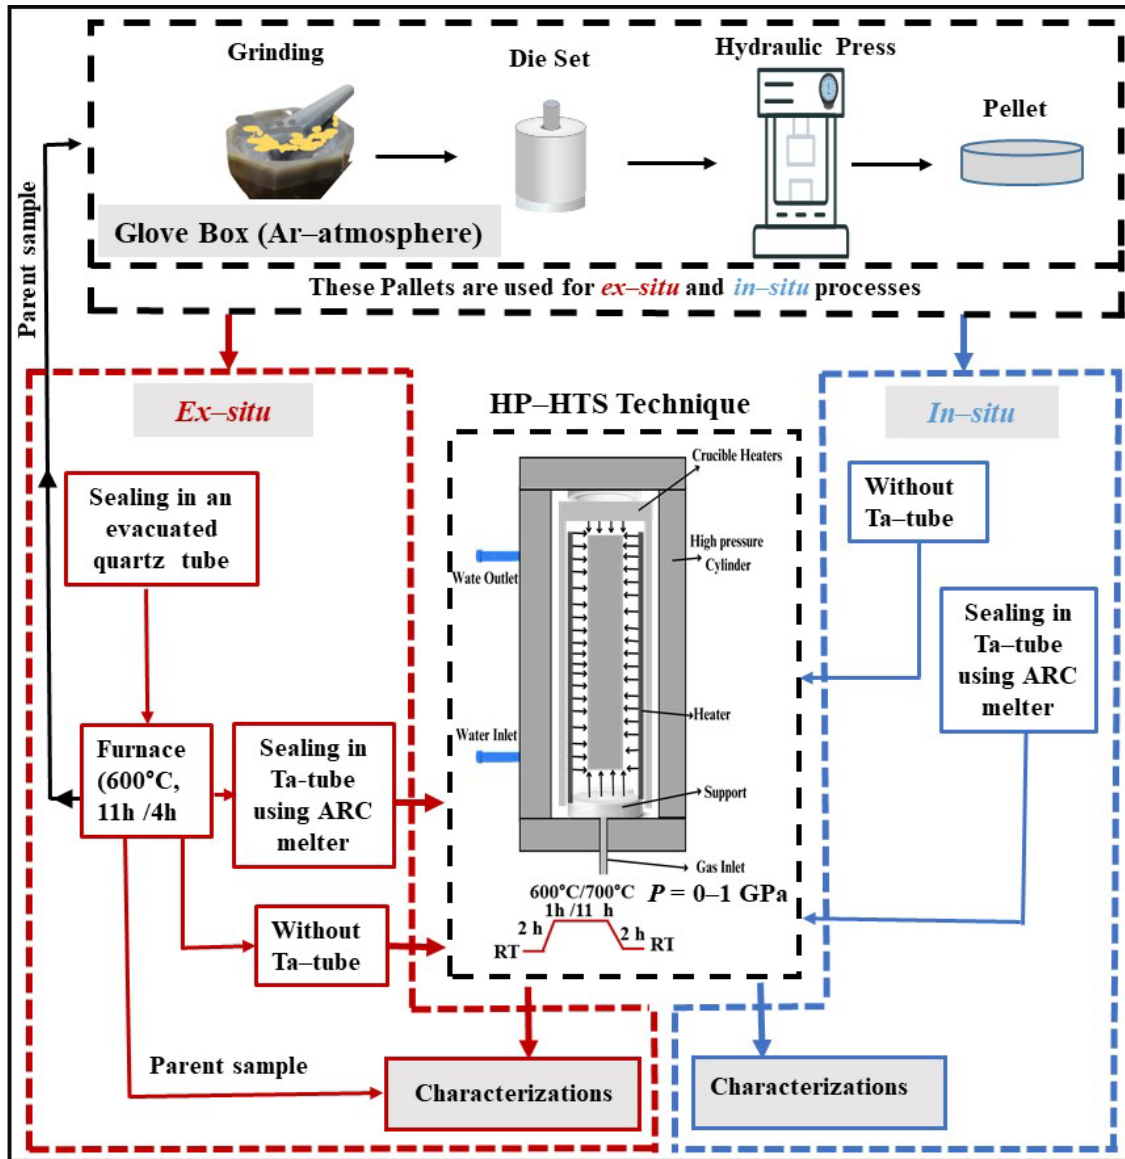 Grinding
Die Set
Hydraulic Press
Pellet
Glove Box (Ar–atmosphere)
These Pallets are used for ex–situ and in–situ processes
Parent sample
Ex–situ
Sealing in an
evacuated
quartz tube
Furnace
(600°C,
11h /4h
Sealing in
Ta-tube
using ARC
melter
Without
Ta–tube
Parent sample
Characterizations
HP–HTS Technique
Crucible Heaters
High pressure
Cylinder
Wate Outlet
Water Inlet
Heater
Support
Gas Inlet
600°C/700°C
1h /11 h
P = 0–1 GPa
2 h
2 h
RT
RT
In–situ
Without
Ta–tube
Sealing in
Ta–tube
using ARC
melter
Characterizations